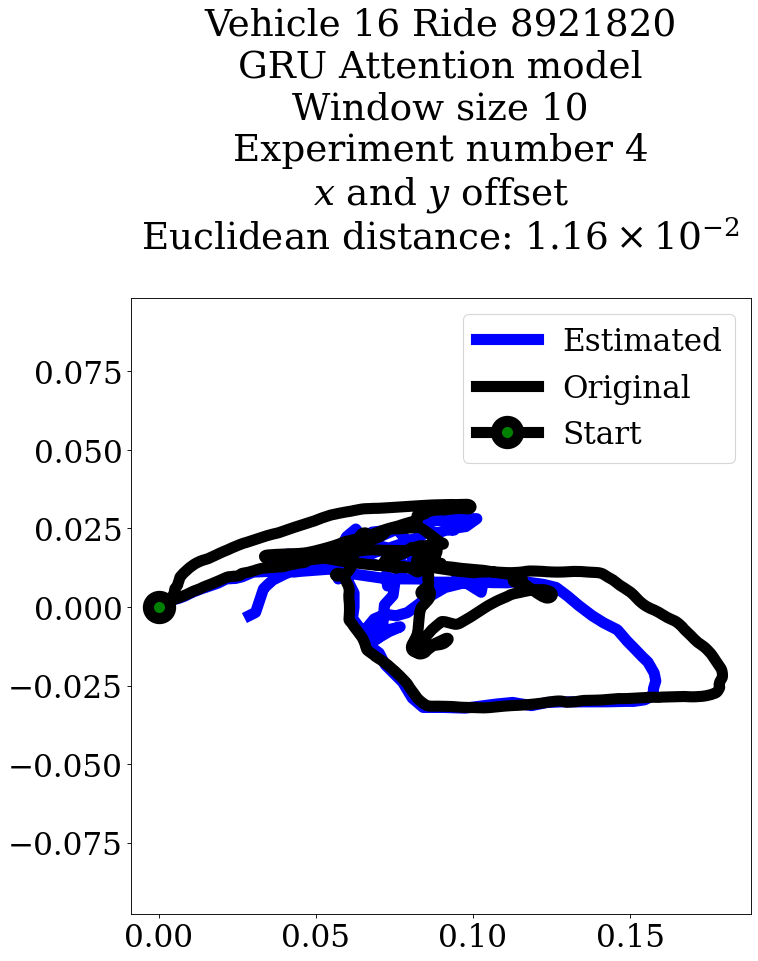 Vehicle 16 Ride 8921820
GRU Attention model
Window size 10
Experiment number 4
x and y offset
Euclidean distance: 1.16 × 10⁻²
Estimated
Original
Start
0.075
0.050
0.025
0.000
−0.025
−0.050
−0.075
0.00 0.05 0.10 0.15